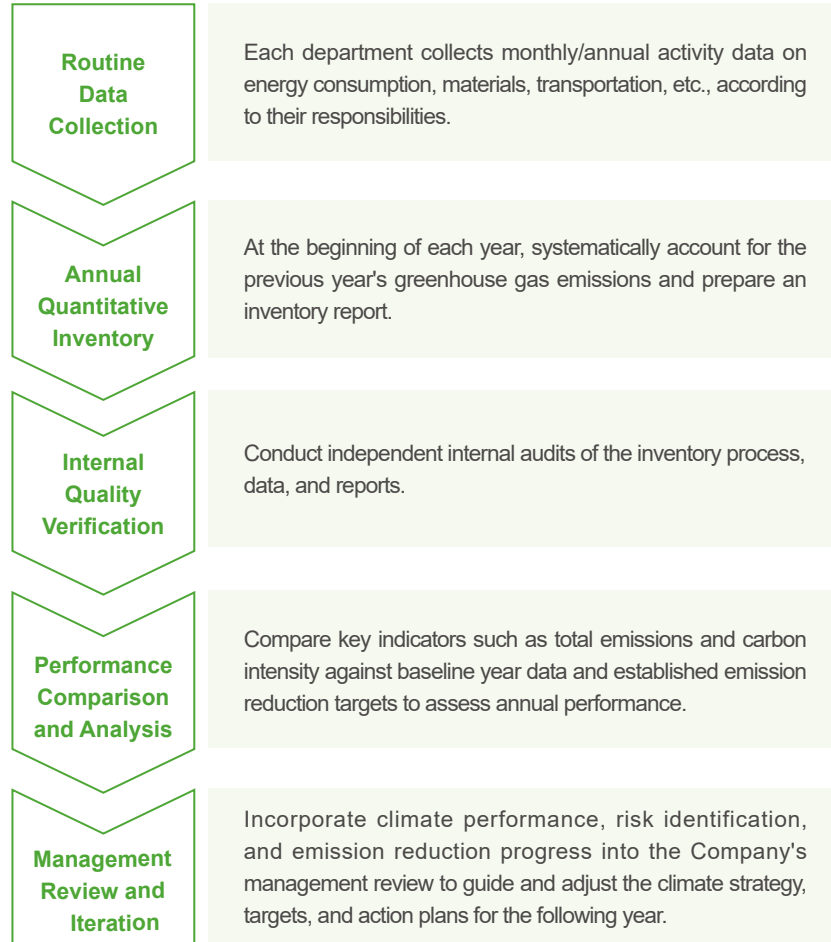 Routine
Data
Collection
Each department collects monthly/annual activity data on
energy consumption, materials, transportation, etc., according
to their responsibilities.
Annual
Quantitative
Inventory
At the beginning of each year, systematically account for the
previous year's greenhouse gas emissions and prepare an
inventory report.
Internal
Quality
Verification
Conduct independent internal audits of the inventory process,
data, and reports.
Performance
Comparison
and Analysis
Compare key indicators such as total emissions and carbon
intensity against baseline year data and established emission
reduction targets to assess annual performance.
Management
Review and
Iteration
Incorporate climate performance, risk identification,
and emission reduction progress into the Company's
management review to guide and adjust the climate strategy,
targets, and action plans for the following year.